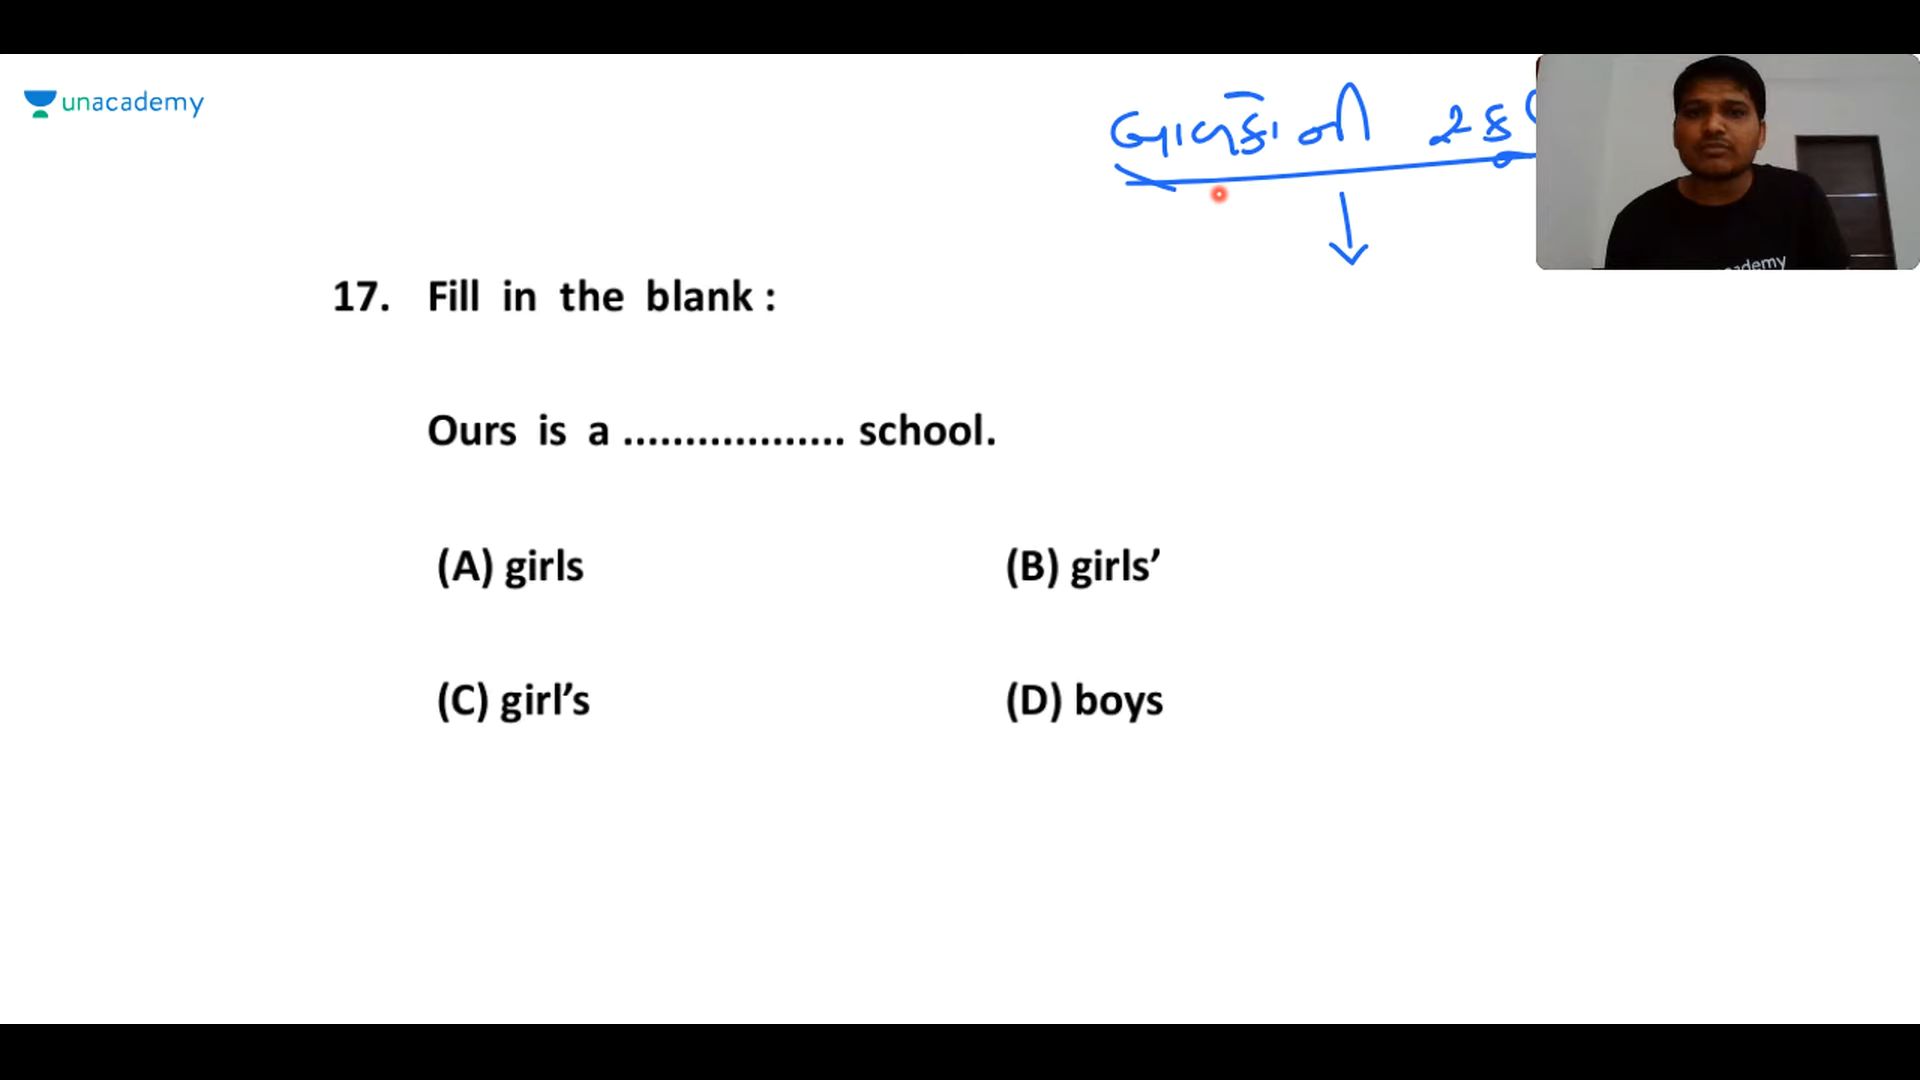 unacademy
બાળકોની
17. Fill in the blank :
Ours is a .................. school.
(A) girls (B) girls’
(C) girl’s (D) boys